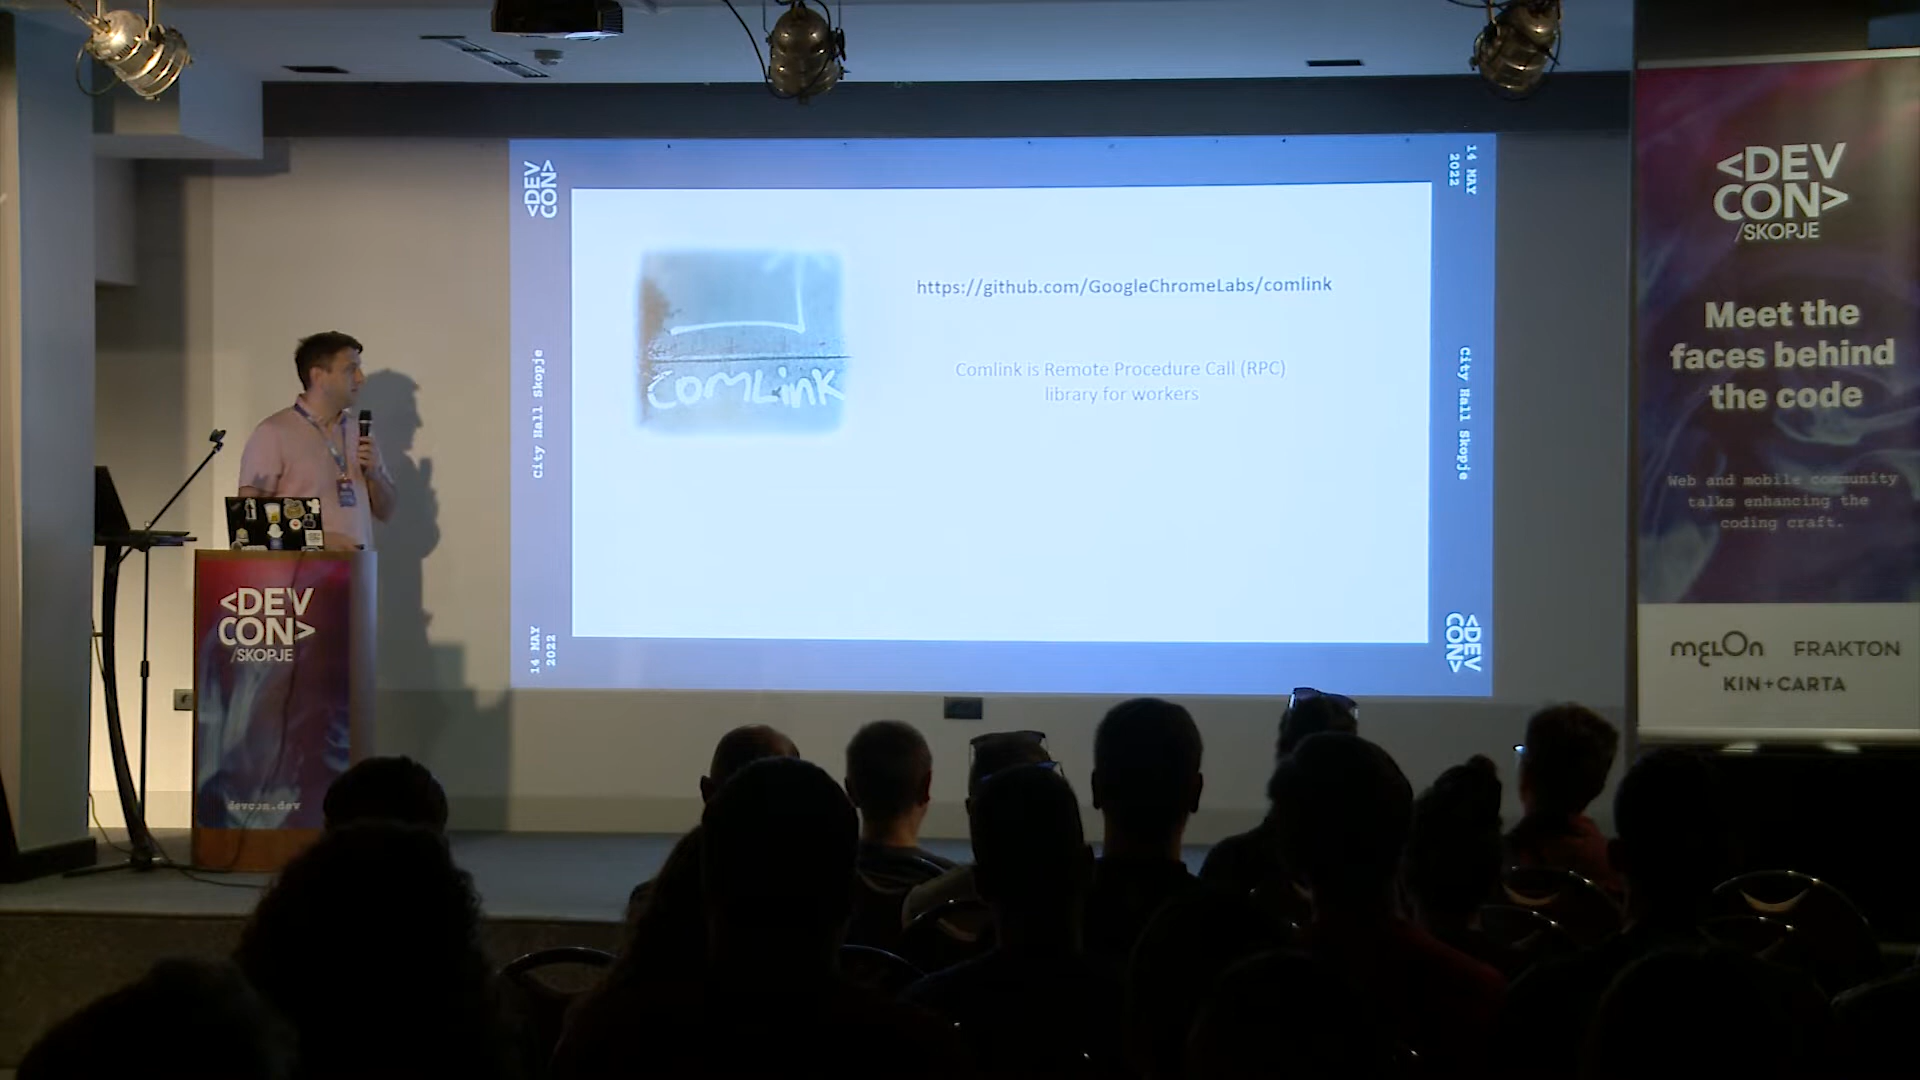 <DEV
CON>
14 MAY
2022
https://github.com/GoogleChromeLabs/comlink
COMLINK
Comlink is Remote Procedure Call (RPC)
library for workers
City Hall Skopje
City Hall Skopje
14 MAY
2022
<DEV
CON>
<DEV
CON>
/SKOPJE
devcon.dev
<DEV
CON>
/SKOPJE
Meet the
faces behind
the code
Web and mobile community
talks enhancing the
coding craft.
melon FRAKTON
KIN+CARTA